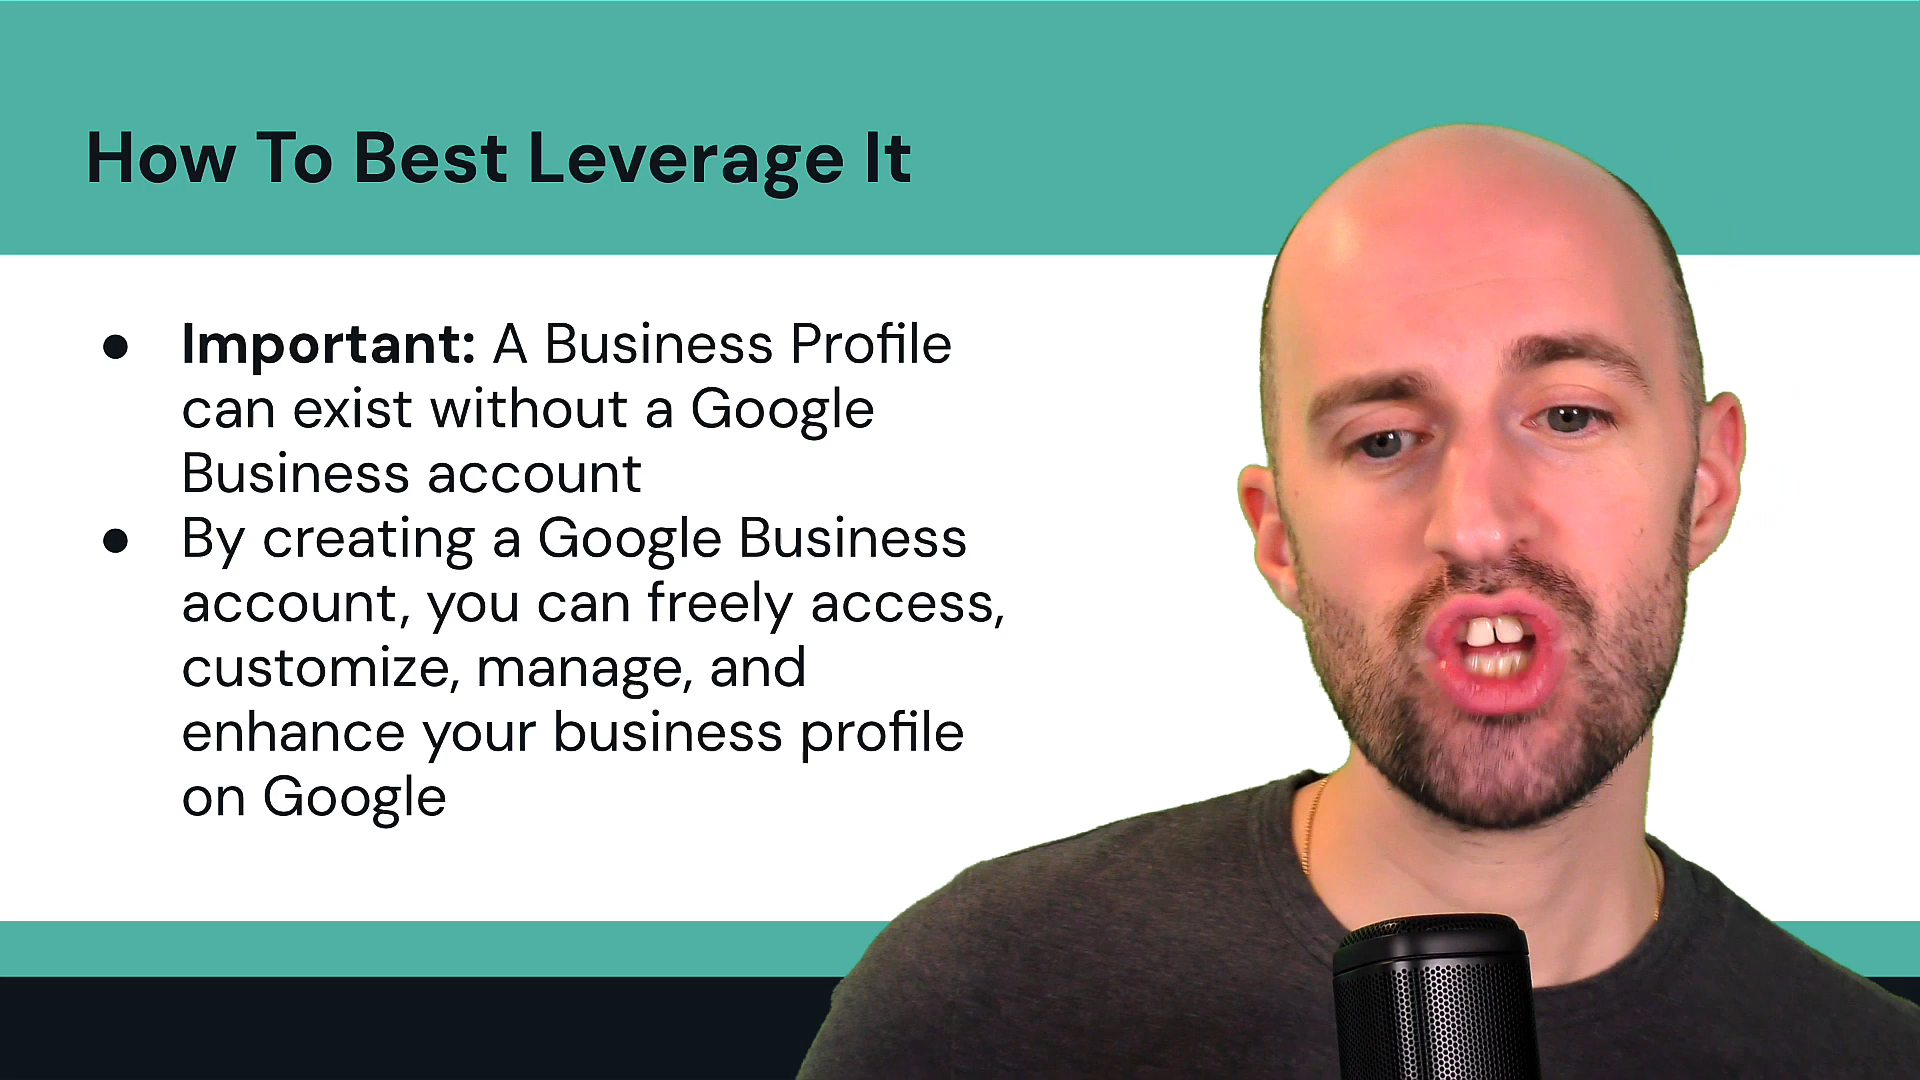 How To Best Leverage It
● Important: A Business Profile
can exist without a Google
Business account
● By creating a Google Business
account, you can freely access,
customize, manage, and
enhance your business profile
on Google